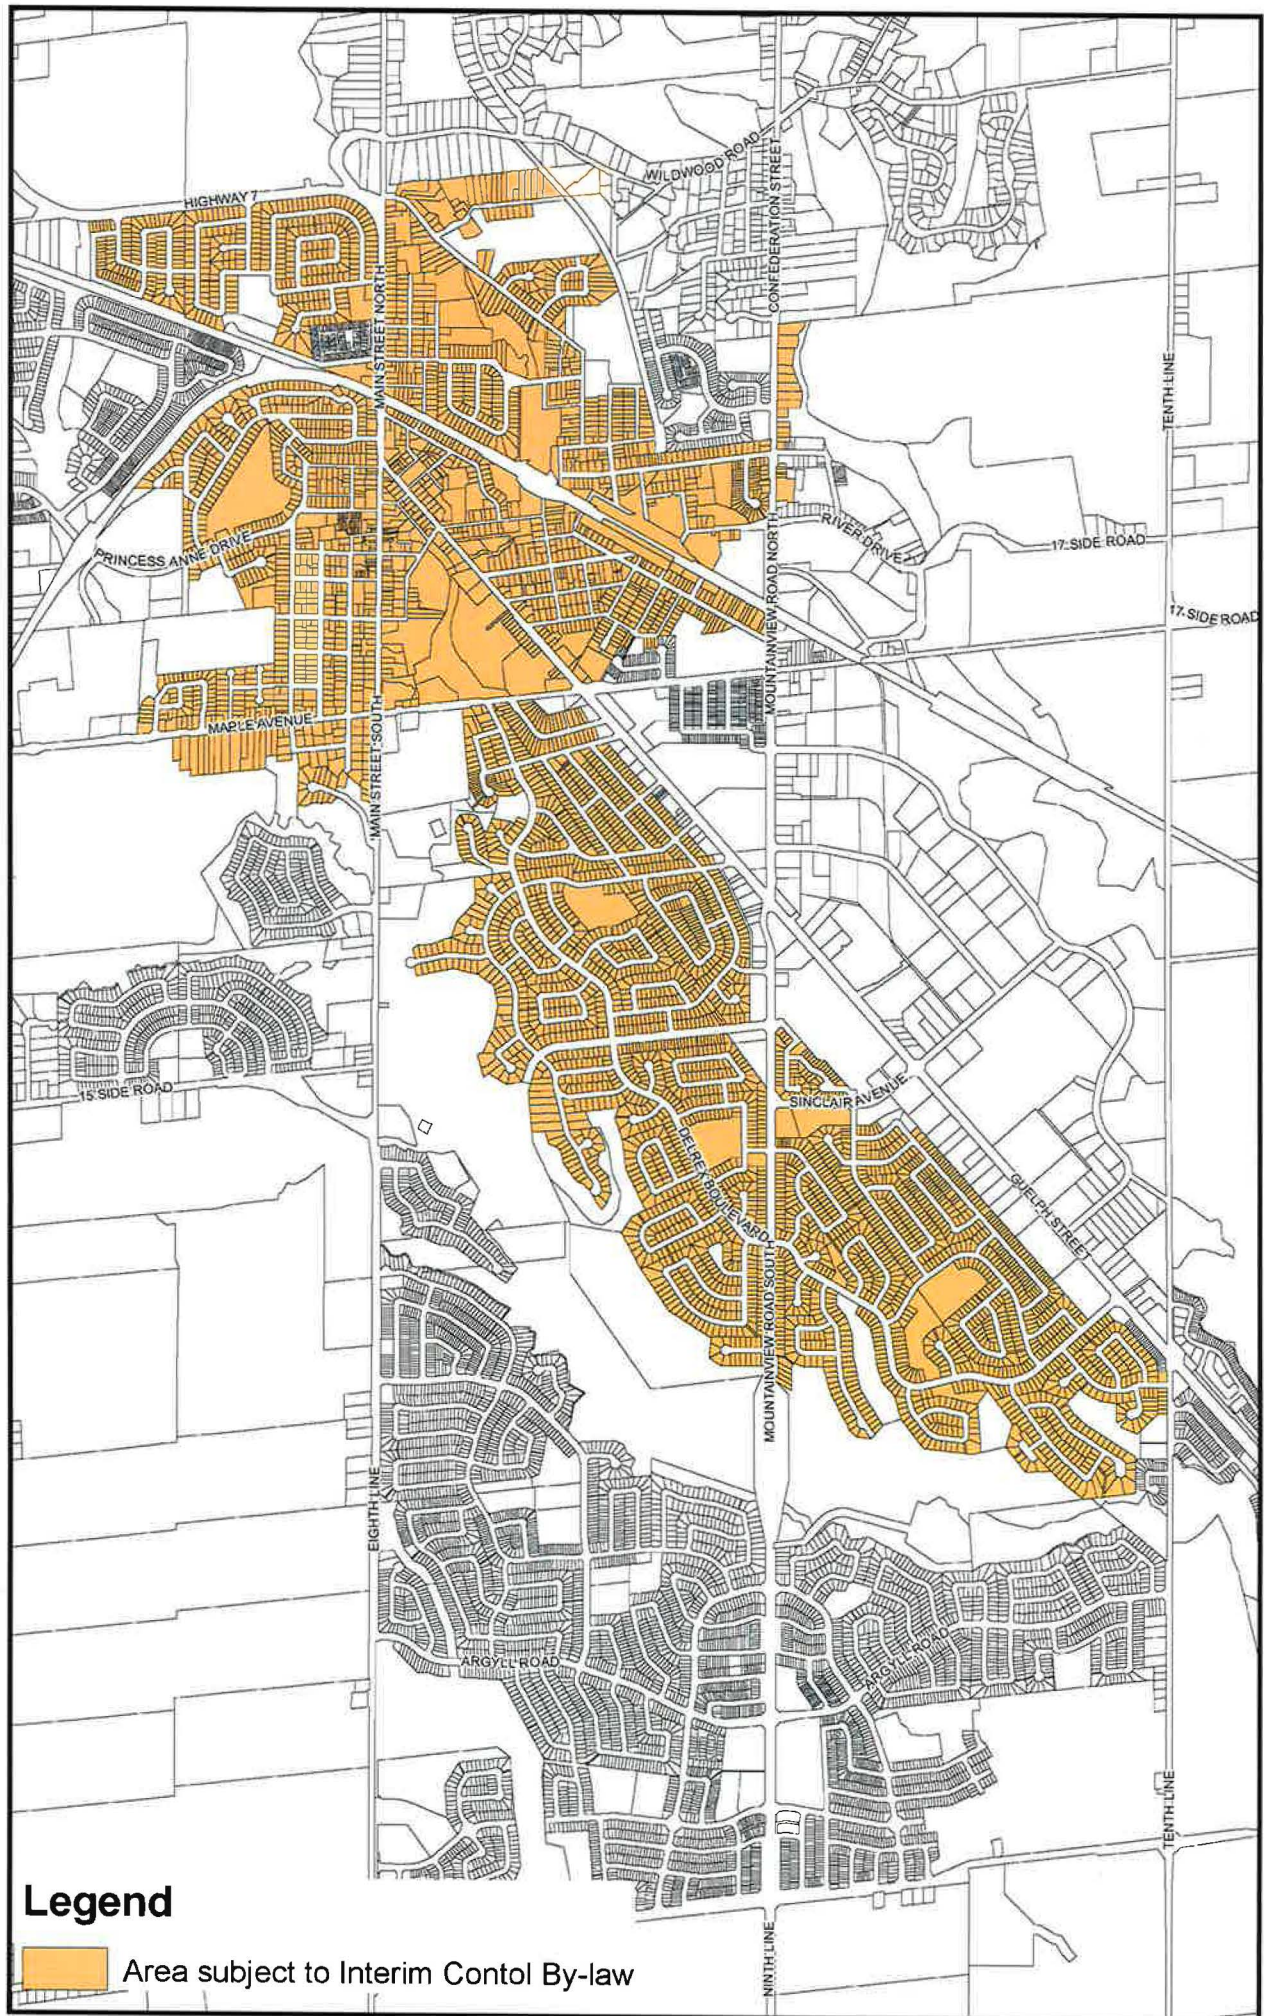 WILDWOOD ROAD
HIGHWAY 7
CONFEDERATION STREET
MAIN STREET NORTH
TENTH LINE
RIVER DRIVE
17 SIDE ROAD
PRINCESS ANNE DRIVE
MOUNTAINVIEW ROAD NORTH
17 SIDE ROAD
MAPLE AVENUE
MAIN STREET SOUTH
15 SIDE ROAD
SINCLAIR AVENUE
DELREX BOULEVARD
GUELPH STREET
MOUNTAINVIEW ROAD SOUTH
EIGHTH LINE
ARGYLL ROAD
ARGYLL ROAD
TENTH LINE
NINTH LINE
Legend
Area subject to Interim Contol By-law